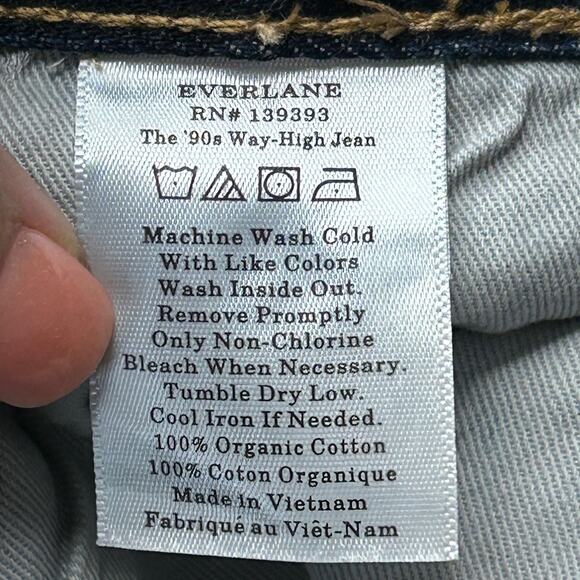 EVERLANE
RN# 139393
The '90s Way-High Jean
Machine Wash Cold
With Like Colors
Wash Inside Out.
Remove Promptly
Only Non-Chlorine
Bleach When Necessary.
Tumble Dry Low.
Cool Iron If Needed.
100% Organic Cotton
100% Coton Organique
Made in Vietnam
Fabriqué au Viêt-Nam